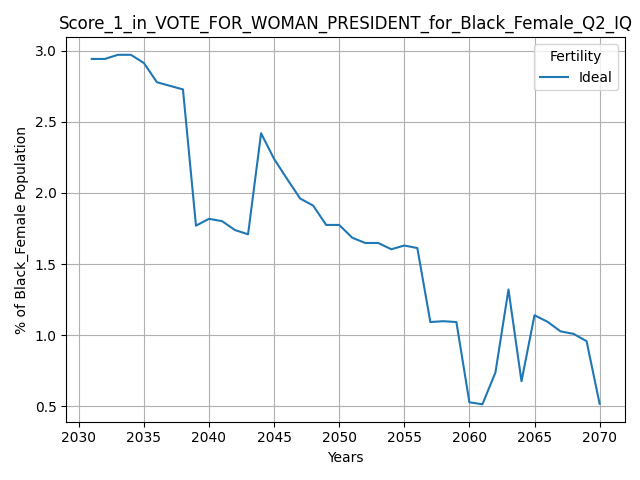 Score_1_in_VOTE_FOR_WOMAN_PRESIDENT_for_Black_Female_Q2_IQ
Fertility
Ideal
% of Black_Female Population
3.0
2.5
2.0
1.5
1.0
0.5
2030 2035 2040 2045 2050 2055 2060 2065 2070
Years